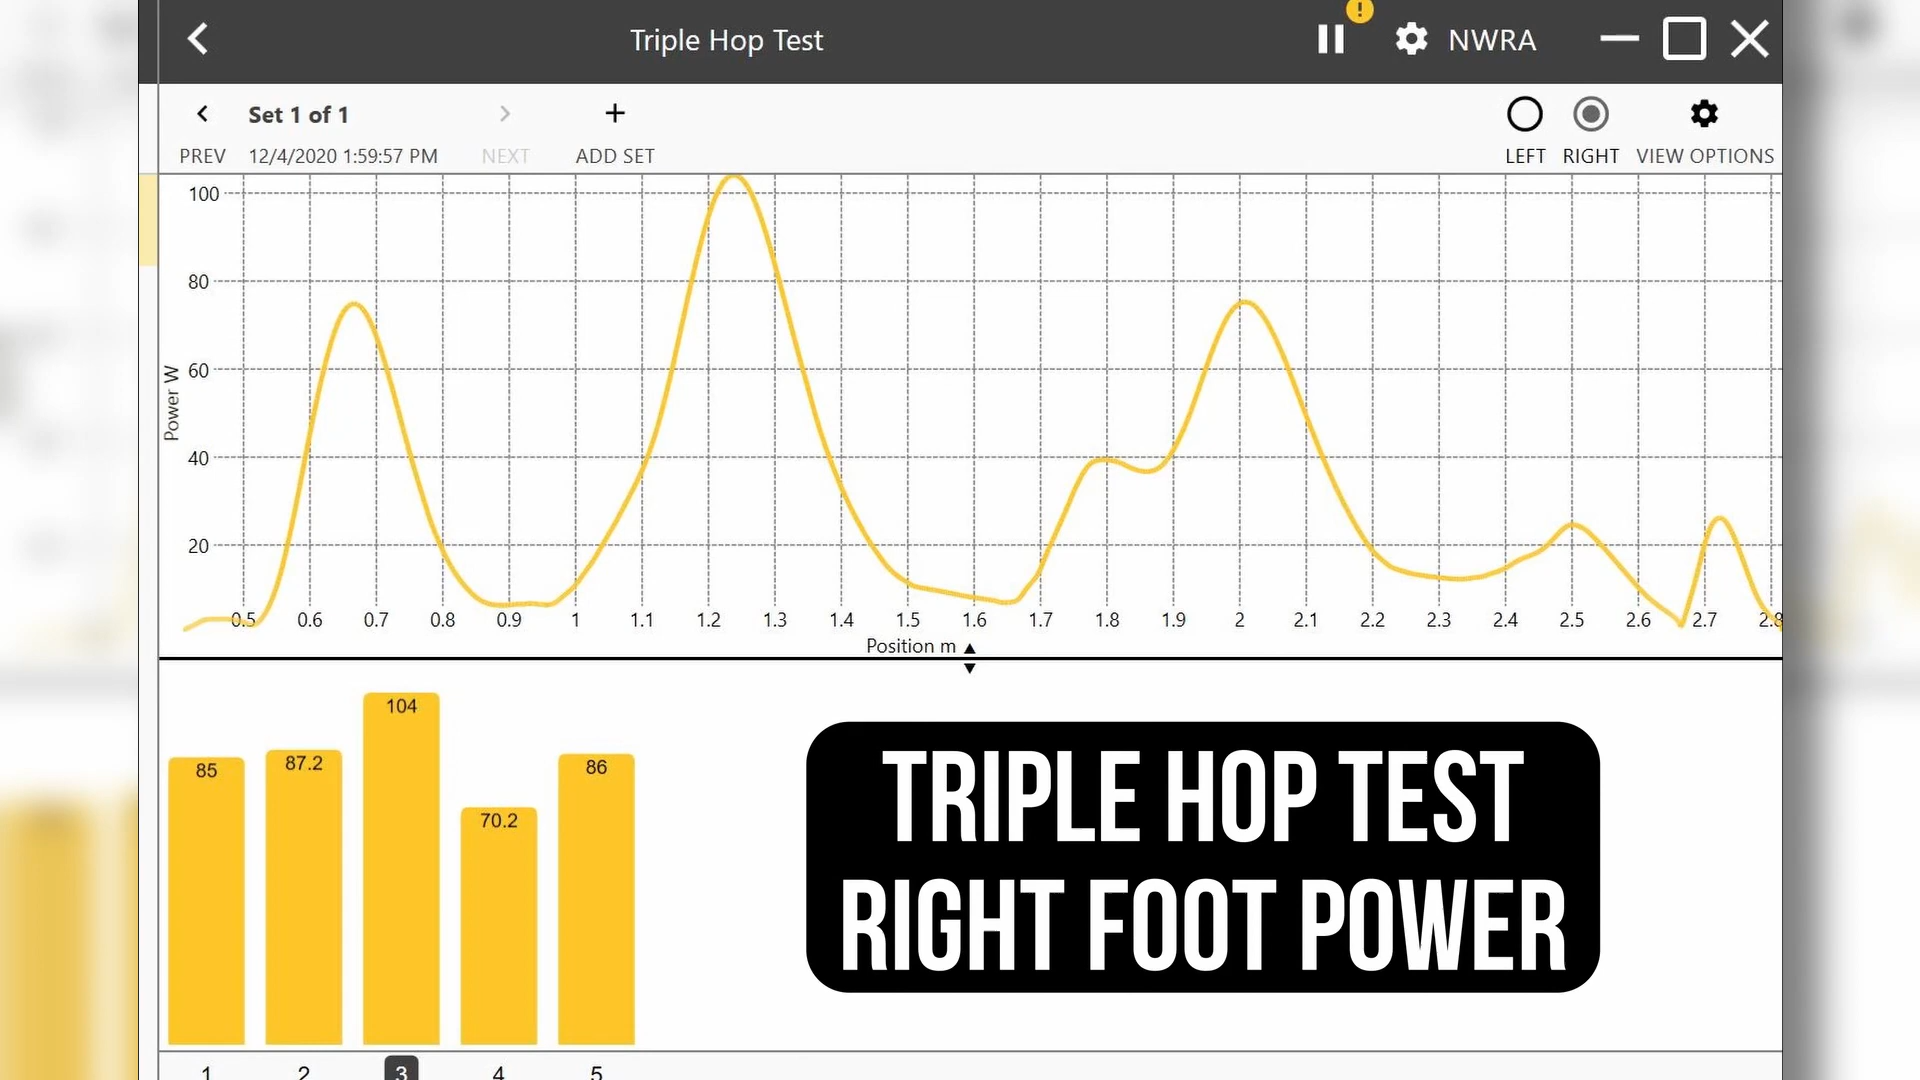 !
Triple Hop Test
NWRA
Set 1 of 1
PREV
12/4/2020 1:59:57 PM
NEXT
ADD SET
LEFT
RIGHT
VIEW OPTIONS
100
80
60
40
20
Power W
0.5 0.6 0.7 0.8 0.9 1 1.1 1.2 1.3 1.4 1.5 1.6 1.7 1.8 1.9 2 2.1 2.2 2.3 2.4 2.5 2.6 2.7 2.8
Position m
85 87.2 104 70.2 86
TRIPLE HOP TEST
RIGHT FOOT POWER
1 2 3 4 5